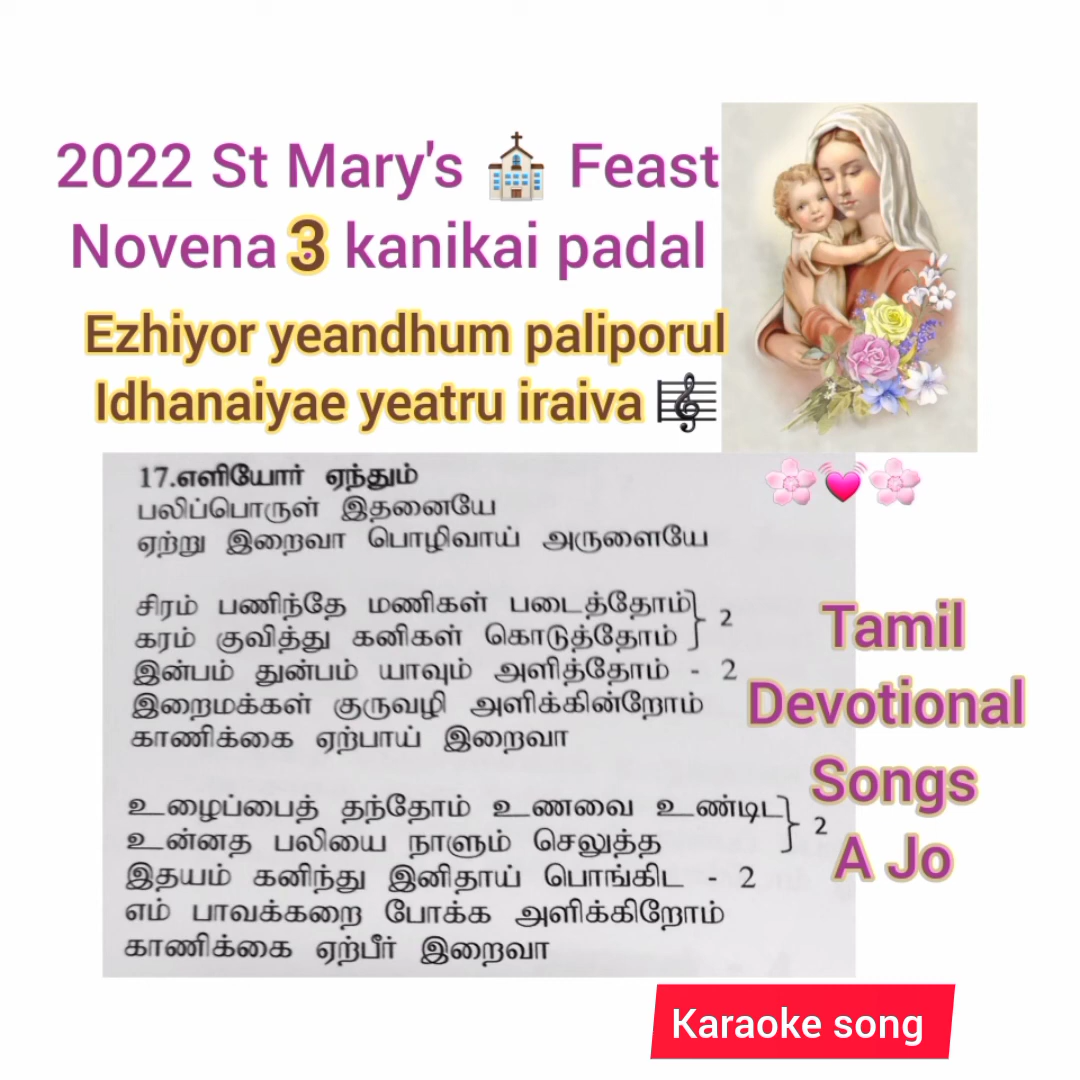 2022 St Mary's Feast
Novena 3 kanikai padal
Ezhiyor yeandhum paliporul
Idhanaiyae yeatru iraiva
17.எளியோர் ஏந்தும்
பலிப்பொருள் இதனையே
ஏற்று இறைவா பொழிவாய் அருளையே
சிரம் பணிந்தே மணிகள் படைத்தோம்
கரம் குவித்து கனிகள் கொடுத்தோம் } 2
இன்பம் துன்பம் யாவும் அளித்தோம் - 2
இறைமக்கள் குருவழி அளிக்கின்றோம்
காணிக்கை ஏற்பாய் இறைவா
உழைப்பைத் தந்தோம் உணவை உண்டிட
உன்னத பலியை நாளும் செலுத்த } 2
இதயம் கனிந்து இனிதாய் பொங்கிட - 2
எம் பாவக்கறை போக்க அளிக்கிறோம்
காணிக்கை ஏற்பீர் இறைவா
Tamil
Devotional
Songs
A Jo
Karaoke song